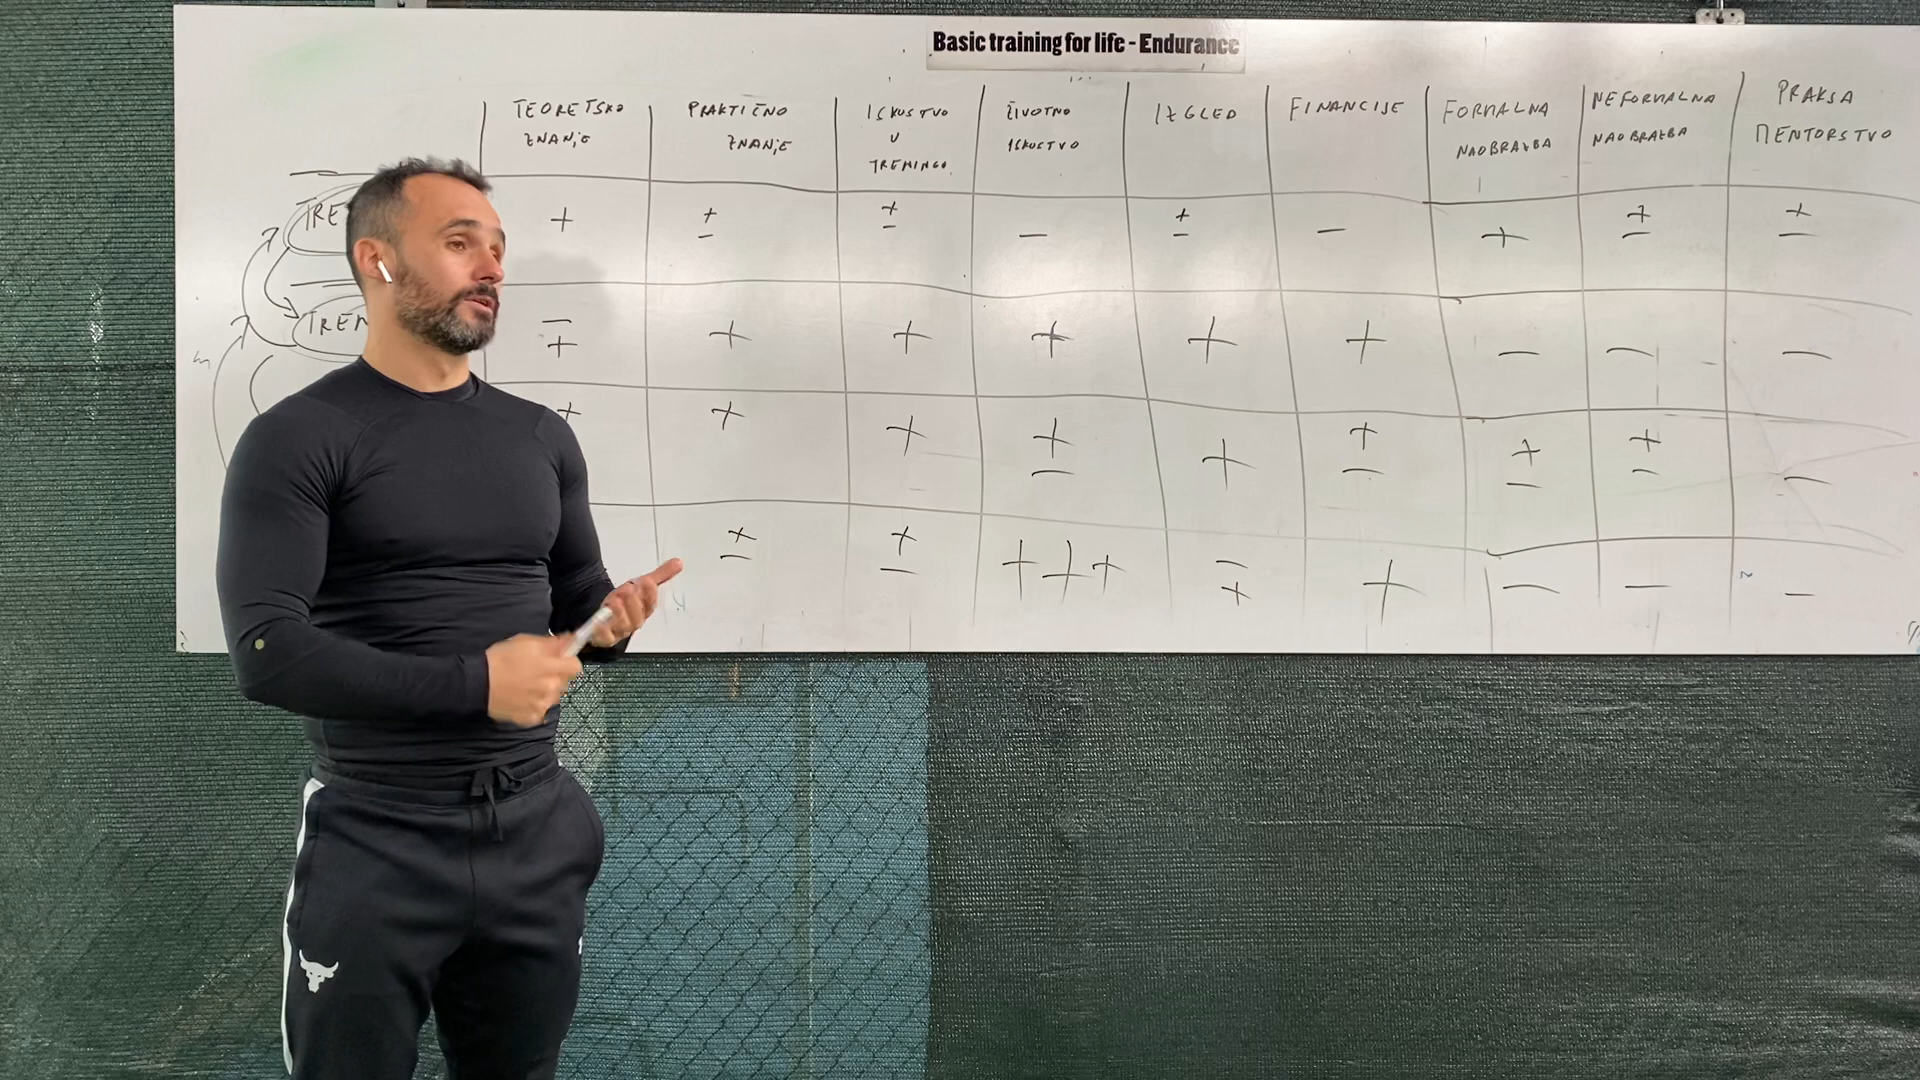 Basic training for life - Endurance
TEORETSKO
ZNANJE
PRAKTIČNO
ZNANJE
ISKUSTVO
U
TRENINGU
ŽIVOTNO
ISKUSTVO
IZGLED
FINANCIJE
FORMALNA
NAOBRAZBA
NEFORMALNA
NAOBRAZBA
PRAKSA
MENTORSTVO
+ ± ± - ± - + ± ±
∓ + + + + + - - -
+ + + ± + ± ± ± -
± ± +++ ∓ + - - -